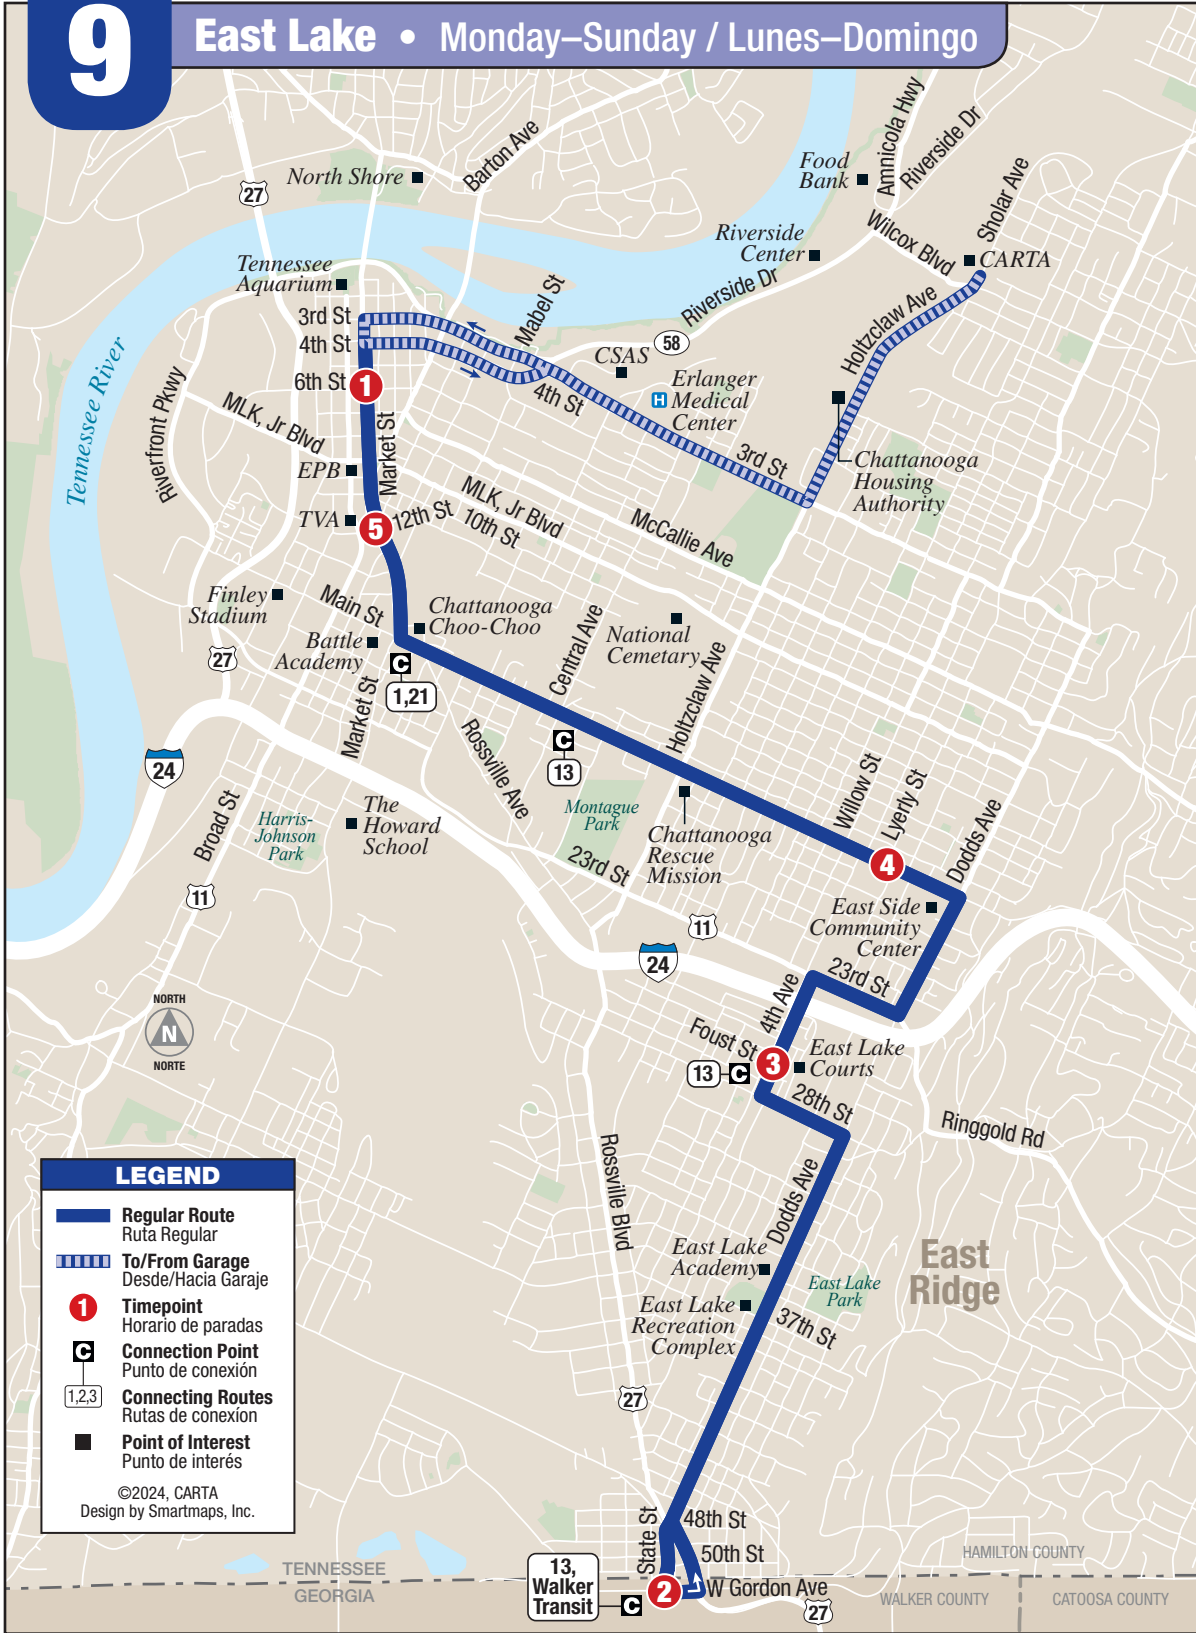 9
East Lake • Monday–Sunday / Lunes–Domingo
North Shore
Barton Ave
27
Food
Bank
Amnicola Hwy
Riverside Dr
Sholar Ave
Wilcox Blvd
CARTA
Riverside
Center
Riverside Dr
Tennessee
Aquarium
Mabel St
Holtzclaw Ave
3rd St
4th St
6th St
1
58
CSAS
4th St
H
Erlanger
Medical
Center
3rd St
Chattanooga
Housing
Authority
Tennessee River
Riverfront Pkwy
MLK, Jr Blvd
Market St
EPB
TVA
5
12th St
10th St
MLK, Jr Blvd
McCallie Ave
Finley
Stadium
Main St
Chattanooga
Choo-Choo
Battle
Academy
C
1,21
Central Ave
National
Cemetary
Holtzclaw Ave
27
Market St
Rossville Ave
C
13
24
Broad St
Harris-
Johnson
Park
The
Howard
School
Montague
Park
23rd St
Chattanooga
Rescue
Mission
Willow St
Lyerly St
Dodds Ave
4
11
11
24
East Side
Community
Center
23rd St
4th Ave
Foust St
3
13
C
East Lake
Courts
28th St
Ringgold Rd
NORTH
N
NORTE
Rossville Blvd
Dodds Ave
East Lake
Academy
East Lake
Park
East
Ridge
East Lake
Recreation
Complex
37th St
27
LEGEND
Regular Route
Ruta Regular
To/From Garage
Desde/Hacia Garaje
1
Timepoint
Horario de paradas
C
Connection Point
Punto de conexión
1,2,3
Connecting Routes
Rutas de conexíon
Point of Interest
Punto de interés
©2024, CARTA
Design by Smartmaps, Inc.
State St
48th St
50th St
W Gordon Ave
2
13,
Walker
Transit
C
27
TENNESSEE
GEORGIA
HAMILTON COUNTY
WALKER COUNTY
CATOOSA COUNTY